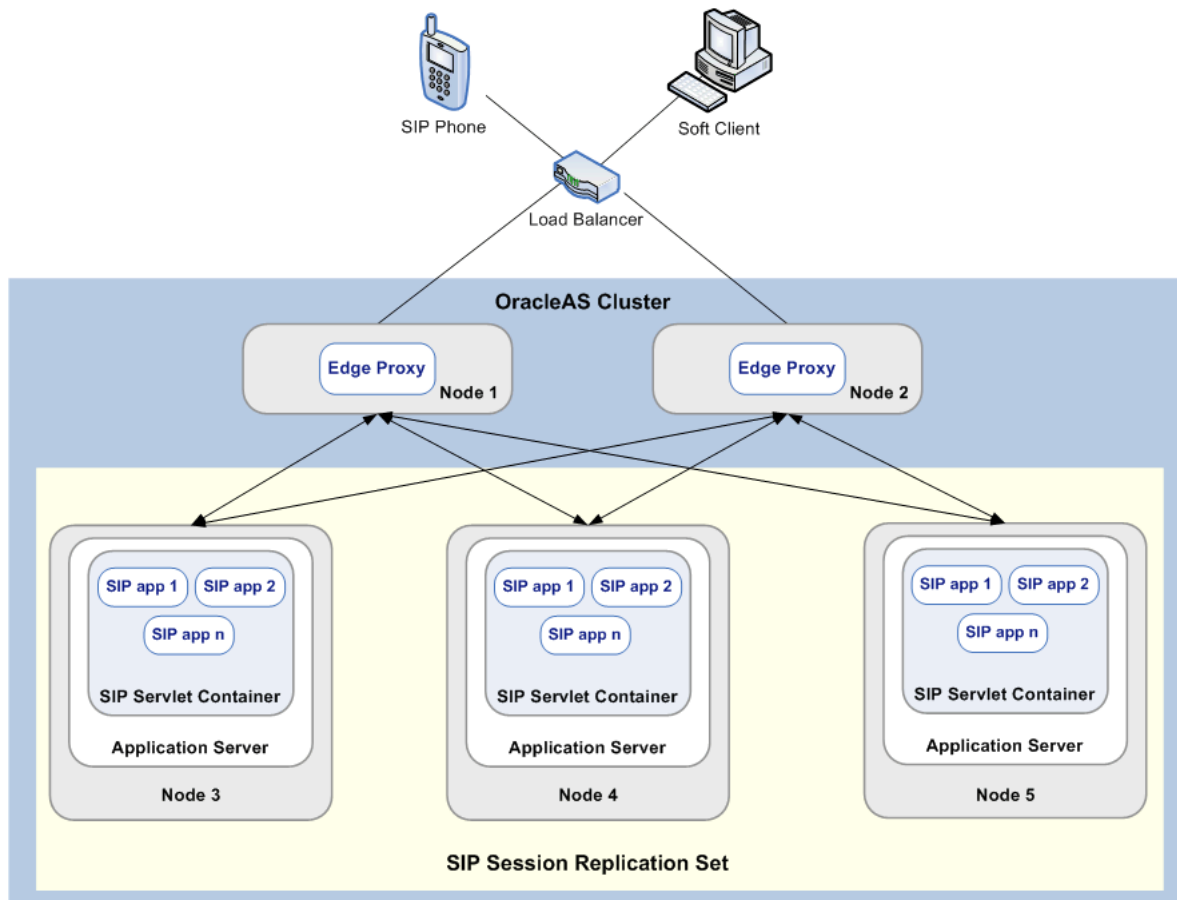 SIP Phone
Soft Client
Load Balancer
OracleAS Cluster
Edge Proxy
Node 1
Edge Proxy
Node 2
SIP app 1
SIP app 2
SIP app n
SIP Servlet Container
Application Server
Node 3
SIP app 1
SIP app 2
SIP app n
SIP Servlet Container
Application Server
Node 4
SIP app 1
SIP app 2
SIP app n
SIP Servlet Container
Application Server
Node 5
SIP Session Replication Set